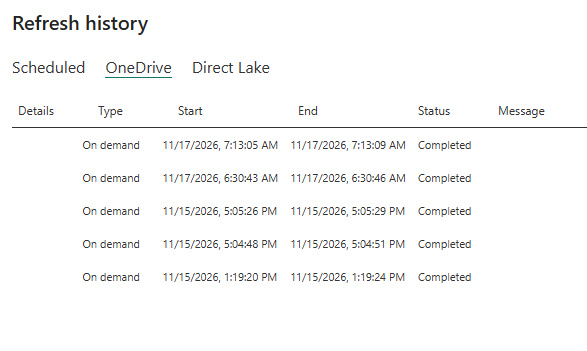 Refresh history
Scheduled OneDrive Direct Lake
Details Type Start End Status Message
On demand 11/17/2026, 7:13:05 AM 11/17/2026, 7:13:09 AM Completed
On demand 11/17/2026, 6:30:43 AM 11/17/2026, 6:30:46 AM Completed
On demand 11/15/2026, 5:05:26 PM 11/15/2026, 5:05:29 PM Completed
On demand 11/15/2026, 5:04:48 PM 11/15/2026, 5:04:51 PM Completed
On demand 11/15/2026, 1:19:20 PM 11/15/2026, 1:19:24 PM Completed